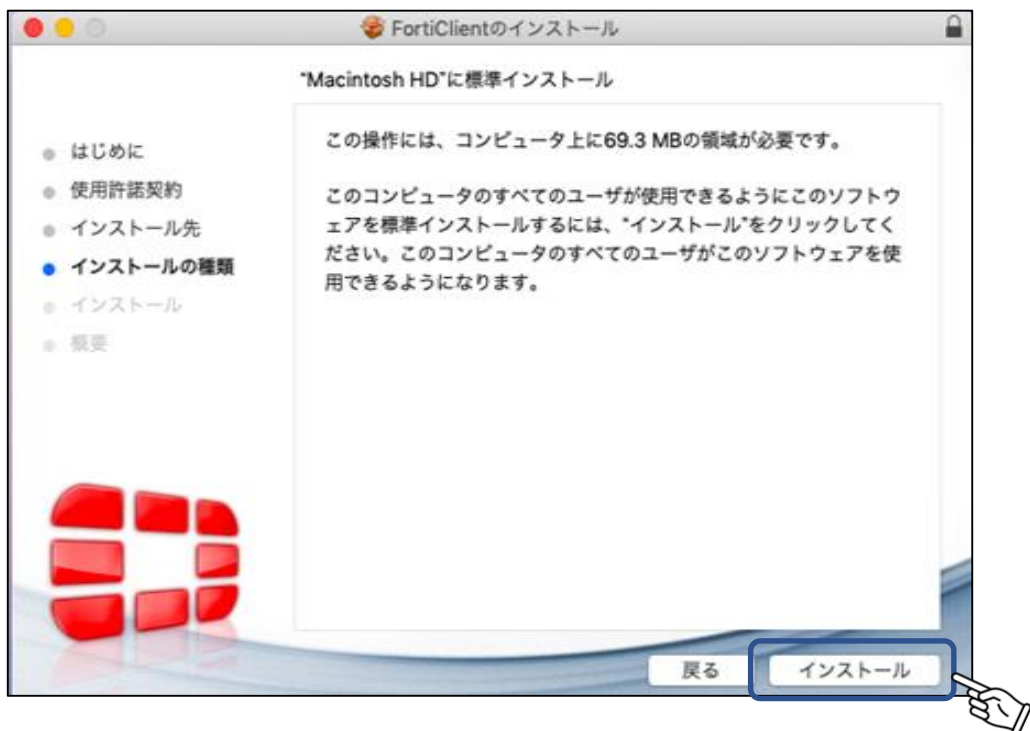 FortiClientのインストール
"Macintosh HD"に標準インストール
はじめに
使用許諾契約
インストール先
インストールの種類
インストール
概要
この操作には、コンピュータ上に69.3 MBの領域が必要です。
このコンピュータのすべてのユーザが使用できるようにこのソフトウ
ェアを標準インストールするには、"インストール"をクリックしてく
ださい。このコンピュータのすべてのユーザがこのソフトウェアを使
用できるようになります。
戻る
インストール